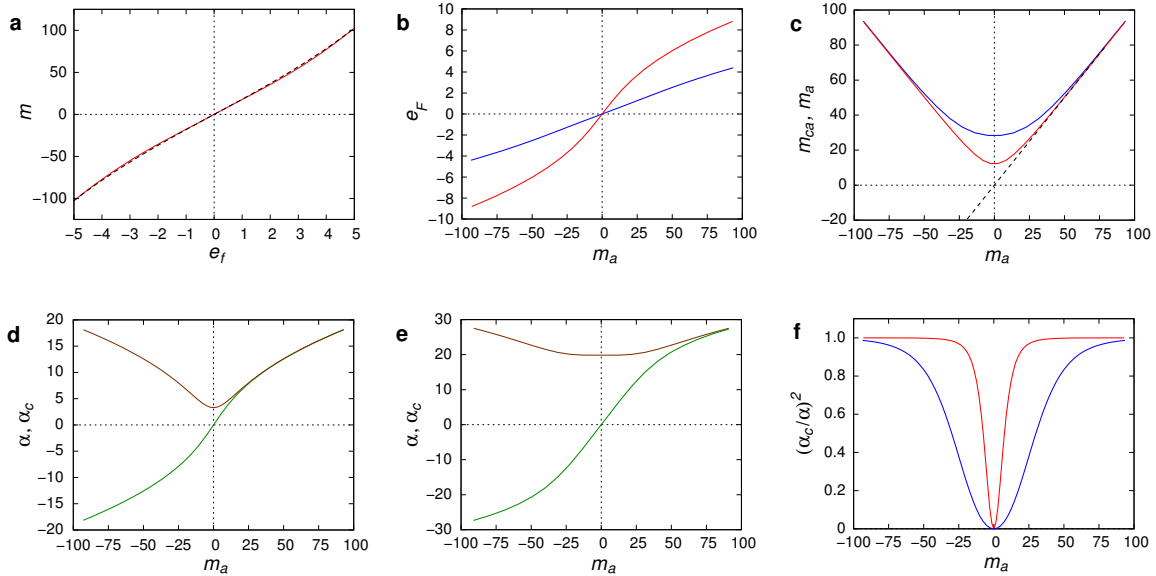 a
m
100
50
0
−50
−100
−5 −4 −3 −2 −1 0 1 2 3 4 5
e_f
b
e_F
10
8
6
4
2
0
−2
−4
−6
−8
−10
−100 −75 −50 −25 0 25 50 75 100
m_a
c
m_ca, m_a
100
80
60
40
20
0
−20
−100 −75 −50 −25 0 25 50 75 100
m_a
d
α, α_c
20
15
10
5
0
−5
−10
−15
−20
−100 −75 −50 −25 0 25 50 75 100
m_a
e
α, α_c
30
20
10
0
−10
−20
−30
−100 −75 −50 −25 0 25 50 75 100
m_a
f
(α_c/α)^2
1.0
0.8
0.6
0.4
0.2
0
−100 −75 −50 −25 0 25 50 75 100
m_a